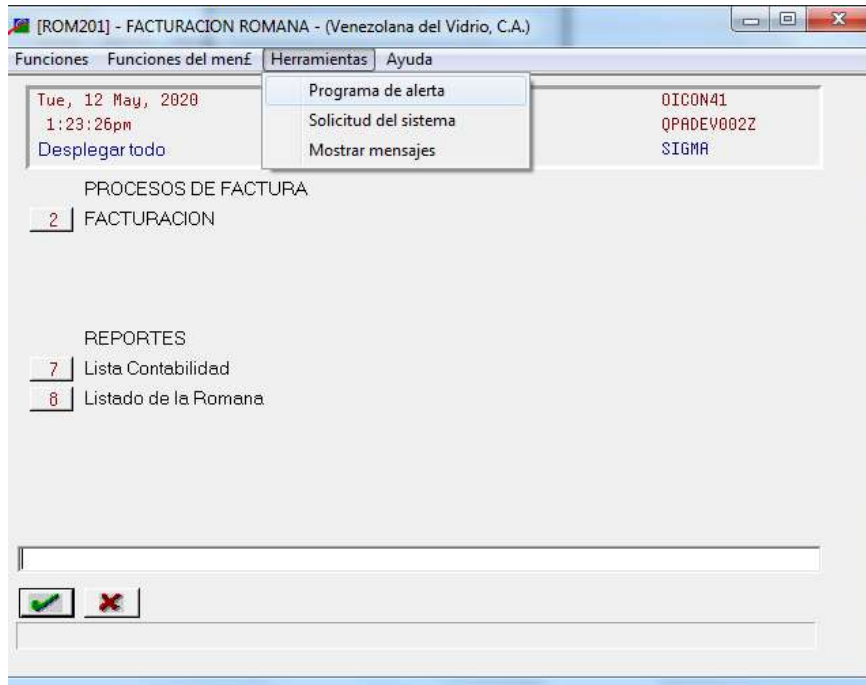 [ROM201] - FACTURACION ROMANA - (Venezolana del Vidrio, C.A.)
Funciones Funciones del men£ Herramientas Ayuda
Programa de alerta
Solicitud del sistema
Mostrar mensajes
Tue, 12 May, 2020 OICON41
1:23:26pm QPADEV002Z
Desplegar todo SIGMA
PROCESOS DE FACTURA
2 FACTURACION
REPORTES
7 Lista Contabilidad
8 Listado de la Romana